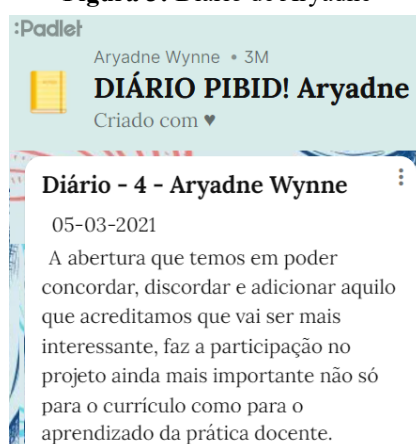 Figura 3: Diário de Aryadne
:Padlet
Aryadne Wynne • 3M
DIÁRIO PIBID! Aryadne
Criado com ♥
Diário - 4 - Aryadne Wynne
05-03-2021
A abertura que temos em poder
concordar, discordar e adicionar aquilo
que acreditamos que vai ser mais
interessante, faz a participação no
projeto ainda mais importante não só
para o currículo como para o
aprendizado da prática docente.